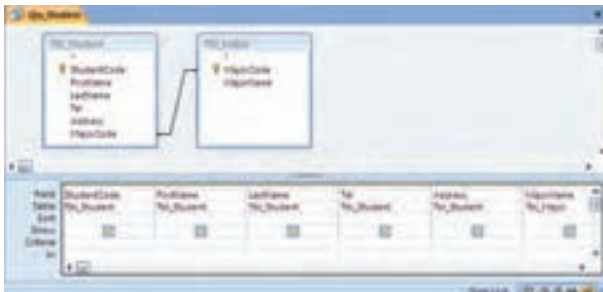 Qry_Student
Tbl_Student
*
StudentCode
FirstName
LastName
Tel
Address
MajorCode
Tbl_Major
*
MajorCode
MajorName
Field: StudentCode FirstName LastName Tel Address MajorName
Table: Tbl_Student Tbl_Student Tbl_Student Tbl_Student Tbl_Student Tbl_Major
Sort:
Show:
Criteria:
or: